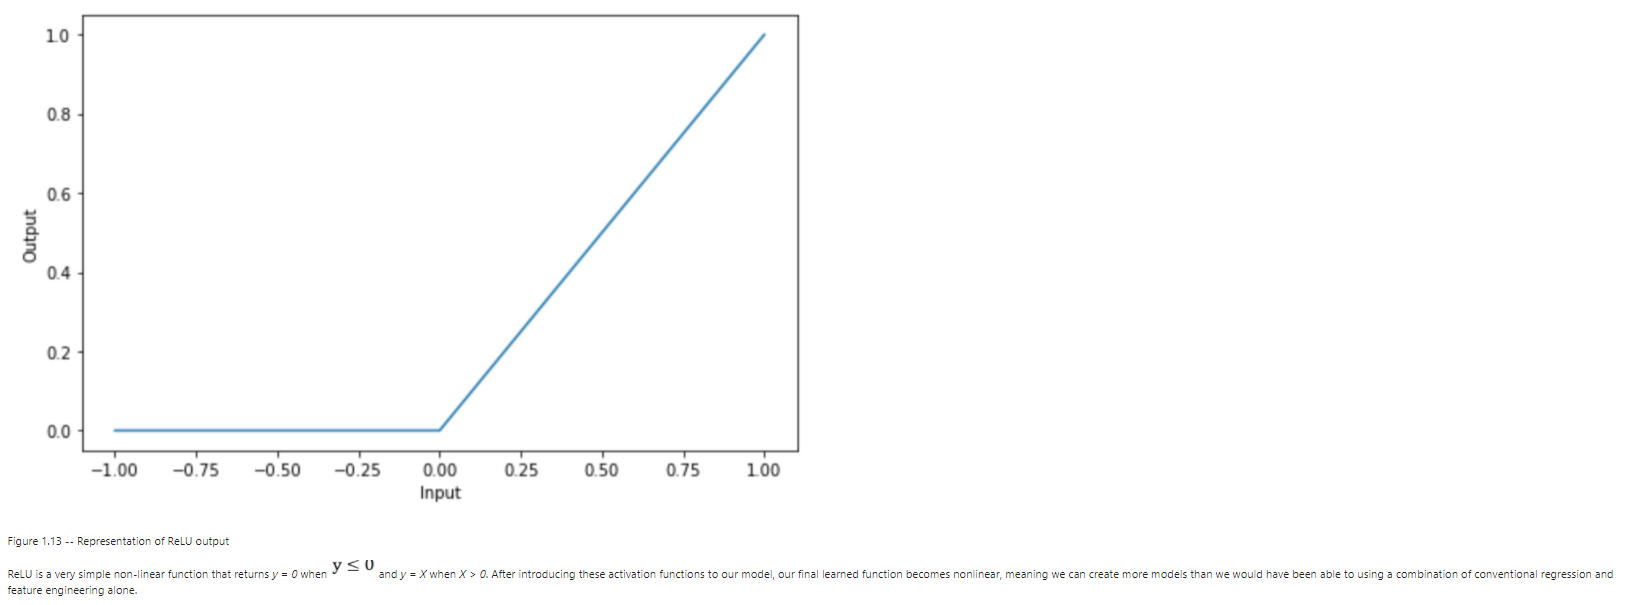 1.0
0.8
0.6
0.4
0.2
0.0
Output
−1.00 −0.75 −0.50 −0.25 0.00 0.25 0.50 0.75 1.00
Input
Figure 1.13 -- Representation of ReLU output
ReLU is a very simple non-linear function that returns y = 0 when y ≤ 0 and y = X when X > 0. After introducing these activation functions to our model, our final learned function becomes nonlinear, meaning we can create more models than we would have been able to using a combination of conventional regression and
feature engineering alone.